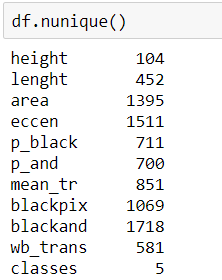 df.nunique()
height 104
lenght 452
area 1395
eccen 1511
p_black 711
p_and 700
mean_tr 851
blackpix 1069
blackand 1718
wb_trans 581
classes 5